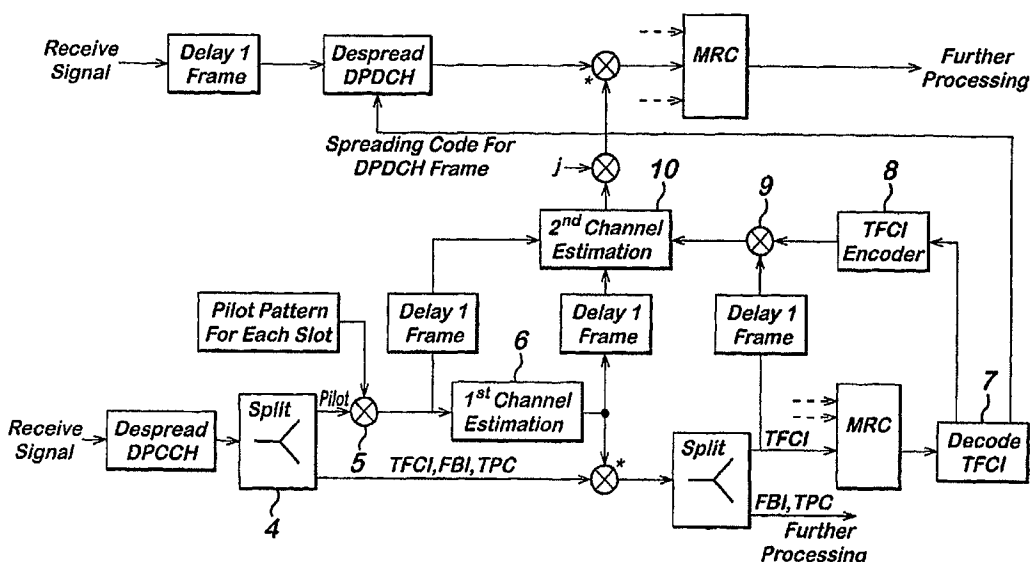 Receive
Signal
Delay 1
Frame
Despread
DPDCH
*
MRC
Further
Processing
Spreading Code For
DPDCH Frame
j
10
2nd Channel
Estimation
9
8
TFCI
Encoder
Pilot Pattern
For Each Slot
Delay 1
Frame
Delay 1
Frame
Delay 1
Frame
6
1st Channel
Estimation
Receive
Signal
Despread
DPCCH
Split
4
Pilot
5
TFCI,FBI,TPC
*
Split
TFCI
FBI,TPC
Further
Processing
MRC
7
Decode
TFCI